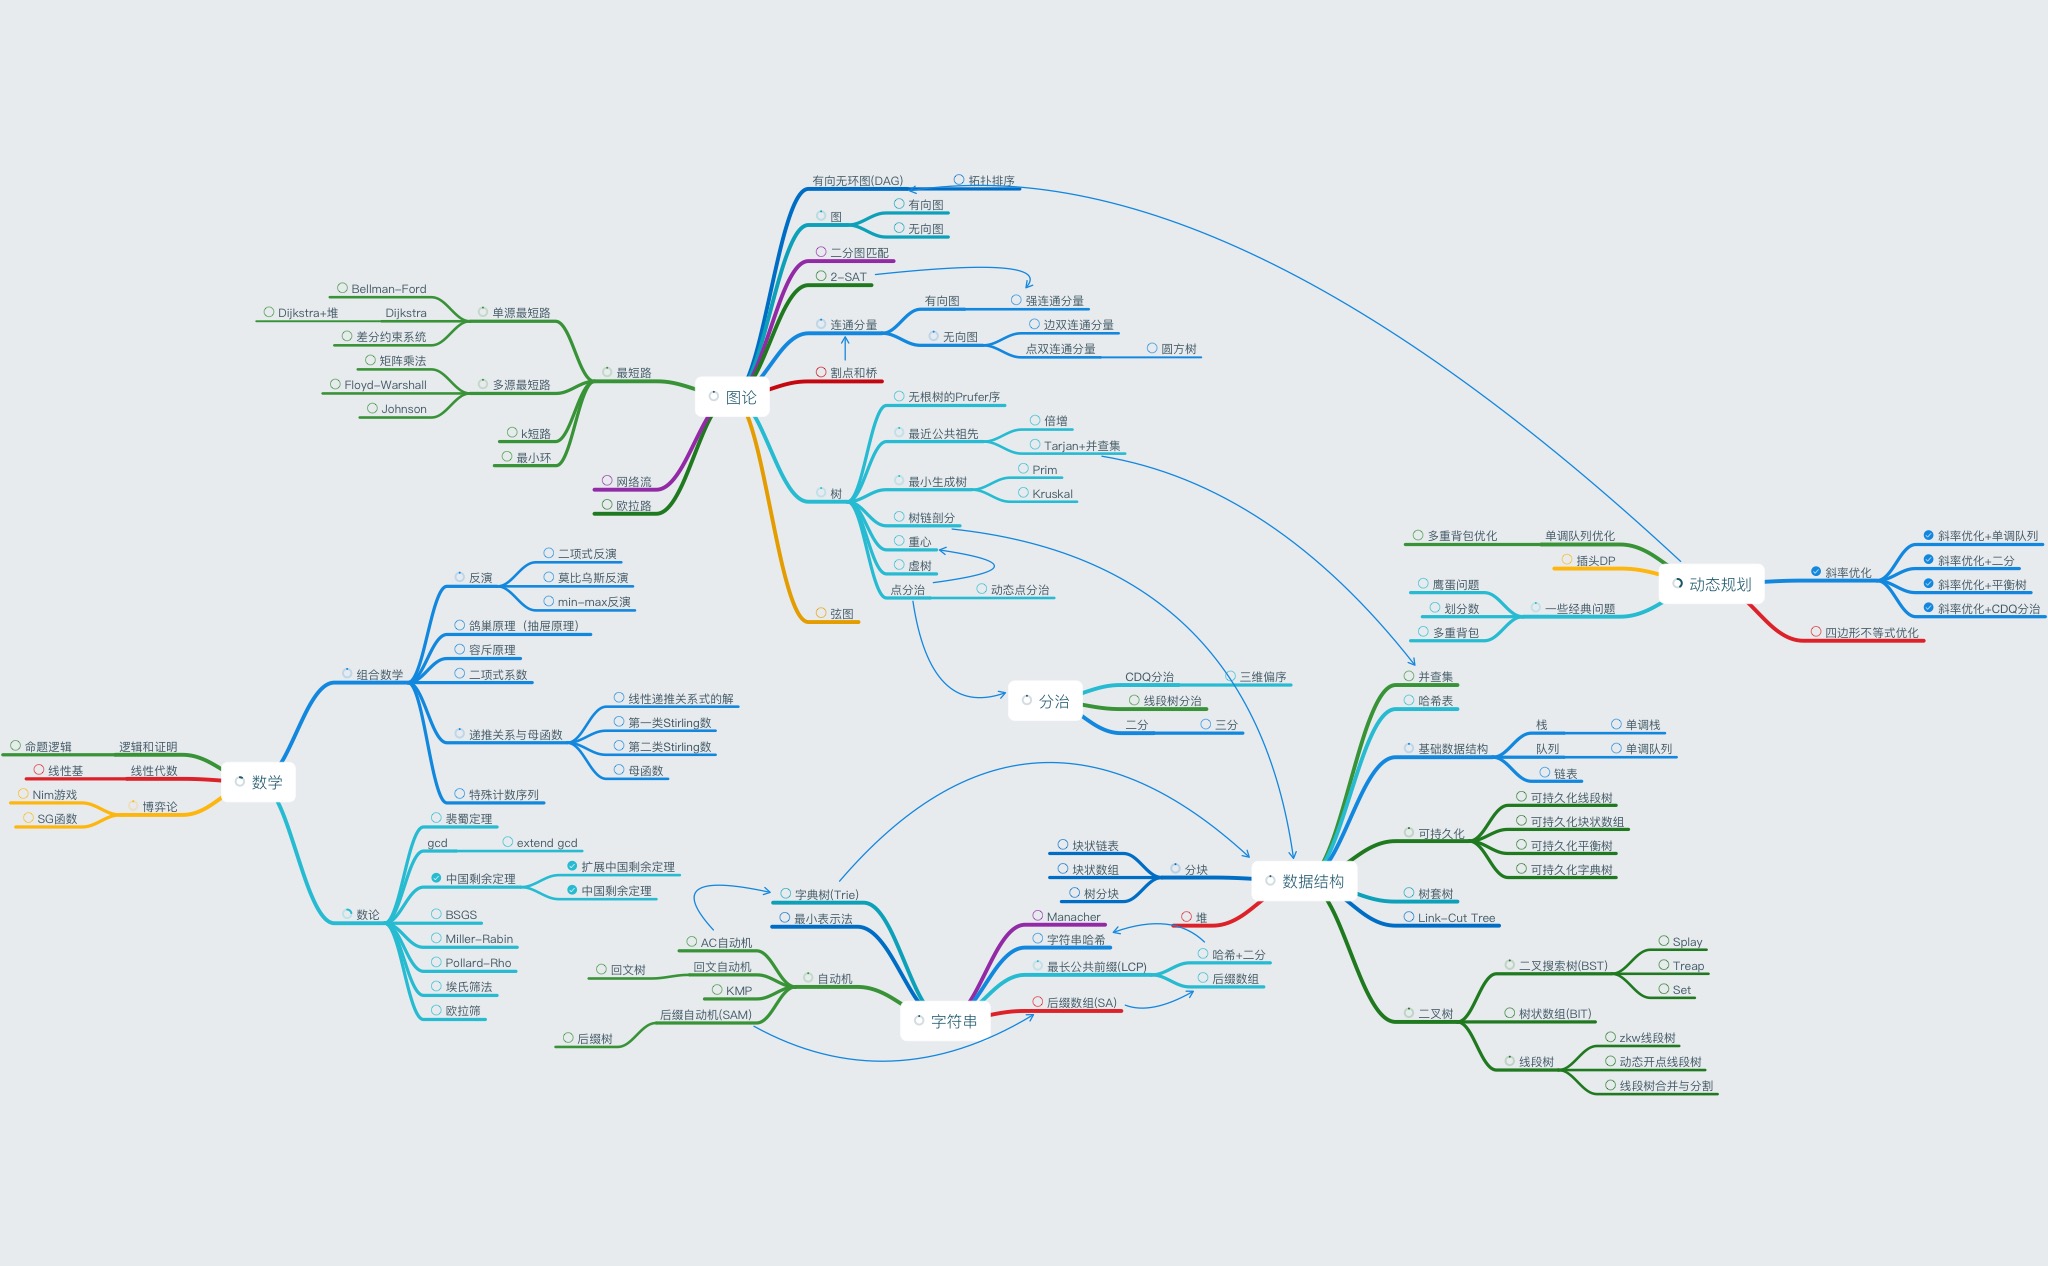 图论
有向无环图(DAG)
拓扑排序
图
有向图
无向图
二分图匹配
2-SAT
连通分量
有向图
强连通分量
无向图
边双连通分量
点双连通分量
圆方树
割点和桥
树
无根树的Prufer序
最近公共祖先
倍增
Tarjan+并查集
最小生成树
Prim
Kruskal
树链剖分
重心
虚树
点分治
动态点分治
弦图
最短路
单源最短路
Bellman-Ford
Dijkstra
Dijkstra+堆
差分约束系统
多源最短路
矩阵乘法
Floyd-Warshall
Johnson
k短路
最小环
网络流
欧拉路
动态规划
单调队列优化
多重背包优化
插头DP
一些经典问题
鹰蛋问题
划分数
多重背包
斜率优化
斜率优化+单调队列
斜率优化+二分
斜率优化+平衡树
斜率优化+CDQ分治
四边形不等式优化
分治
CDQ分治
三维偏序
线段树分治
二分
三分
数学
组合数学
反演
二项式反演
莫比乌斯反演
min-max反演
鸽巢原理（抽屉原理）
容斥原理
二项式系数
递推关系与母函数
线性递推关系式的解
第一类Stirling数
第二类Stirling数
母函数
特殊计数序列
逻辑和证明
命题逻辑
线性代数
线性基
博弈论
Nim游戏
SG函数
数论
裴蜀定理
gcd
extend gcd
中国剩余定理
扩展中国剩余定理
中国剩余定理
BSGS
Miller-Rabin
Pollard-Rho
埃氏筛法
欧拉筛
数据结构
并查集
哈希表
基础数据结构
栈
单调栈
队列
单调队列
链表
可持久化
可持久化线段树
可持久化块状数组
可持久化平衡树
可持久化字典树
树套树
Link-Cut Tree
二叉树
二叉搜索树(BST)
Splay
Treap
Set
树状数组(BIT)
线段树
zkw线段树
动态开点线段树
线段树合并与分割
分块
块状链表
块状数组
树分块
堆
字符串
字典树(Trie)
最小表示法
自动机
AC自动机
回文自动机
回文树
KMP
后缀自动机(SAM)
后缀树
Manacher
字符串哈希
最长公共前缀(LCP)
哈希+二分
后缀数组
后缀数组(SA)